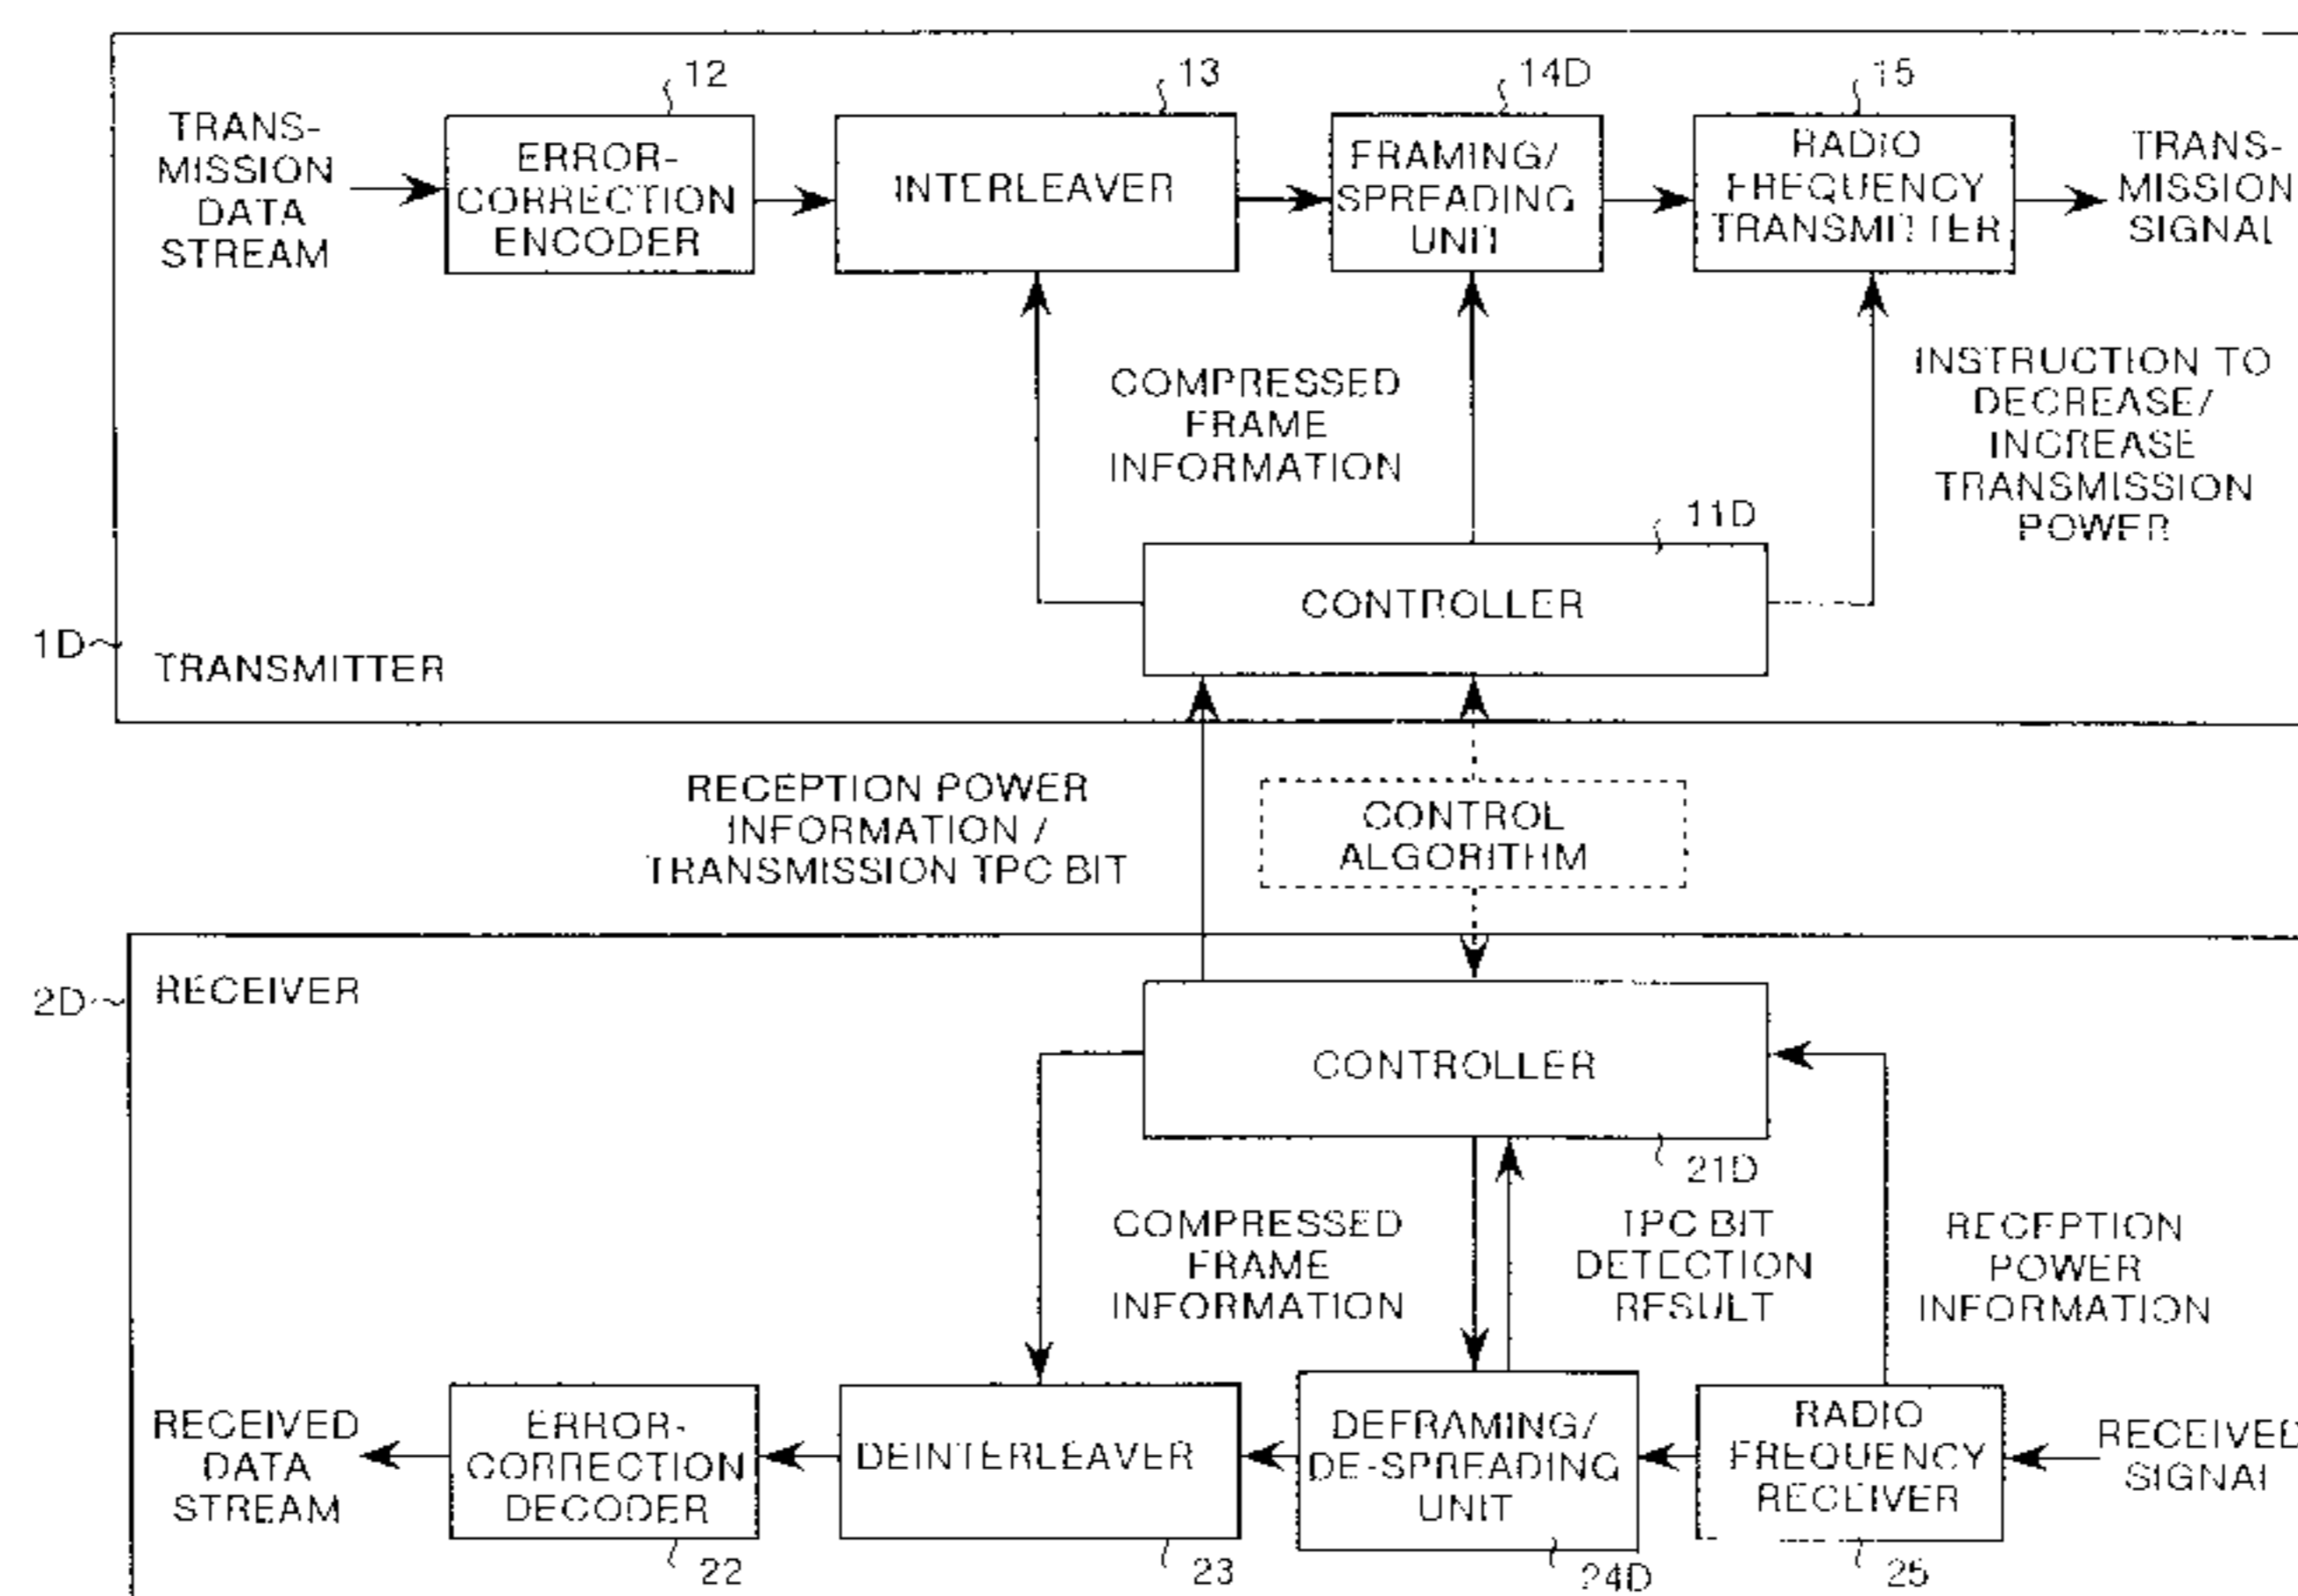 12
13
14D
15
TRANS-
MISSION
DATA
STREAM
ERROR-
CORRECTION
ENCODER
INTERLEAVER
FRAMING/
SPREADING
UNIT
RADIO
FREQUENCY
TRANSMITTER
TRANS-
MISSION
SIGNAL
COMPRESSED
FRAME
INFORMATION
INSTRUCTION TO
DECREASE/
INCREASE
TRANSMISSION
POWER
11D
CONTROLLER
1D
TRANSMITTER
RECEPTION POWER
INFORMATION /
TRANSMISSION TPC BIT
CONTROL
ALGORITHM
2D
RECEIVER
CONTROLLER
21D
COMPRESSED
FRAME
INFORMATION
TPC BIT
DETECTION
RESULT
RECEPTION
POWER
INFORMATION
RECEIVED
DATA
STREAM
ERROR-
CORRECTION
DECODER
DEINTERLEAVER
DEFRAMING/
DE-SPREADING
UNIT
RADIO
FREQUENCY
RECEIVER
RECEIVED
SIGNAL
22
23
24D
25